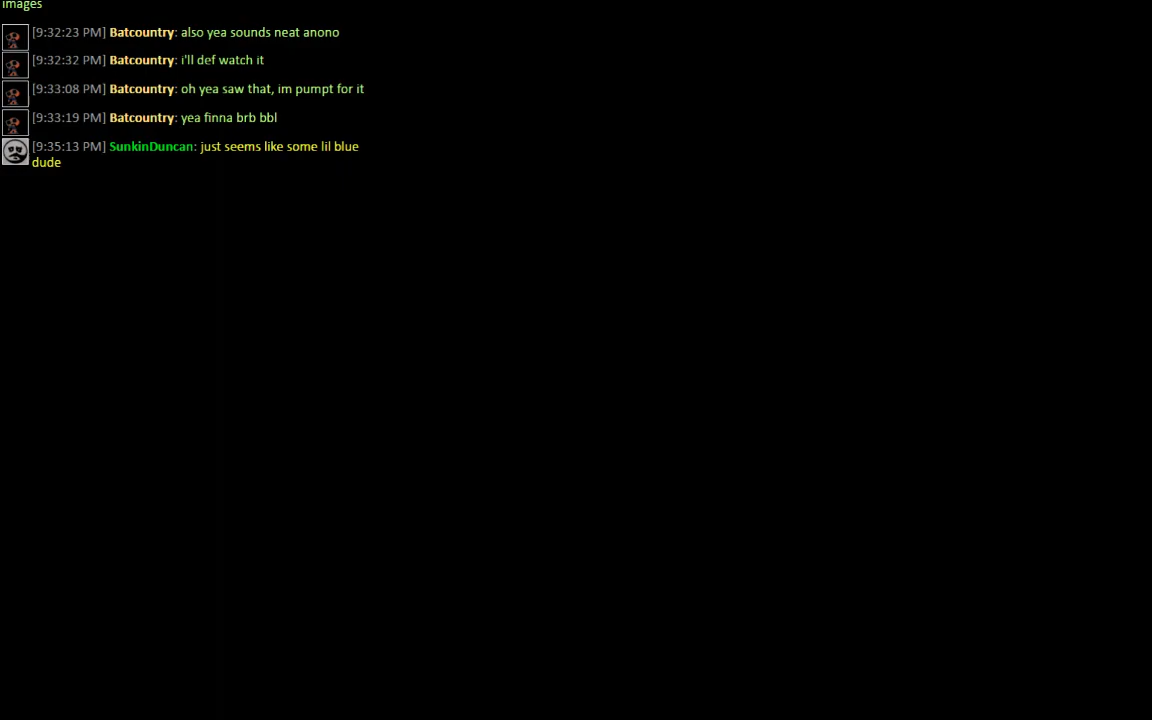 images
[9:32:23 PM] Batcountry: also yea sounds neat anono
[9:32:32 PM] Batcountry: i'll def watch it
[9:33:08 PM] Batcountry: oh yea saw that, im pumpt for it
[9:33:19 PM] Batcountry: yea finna brb bbl
[9:35:13 PM] SunkinDuncan: just seems like some lil blue
dude